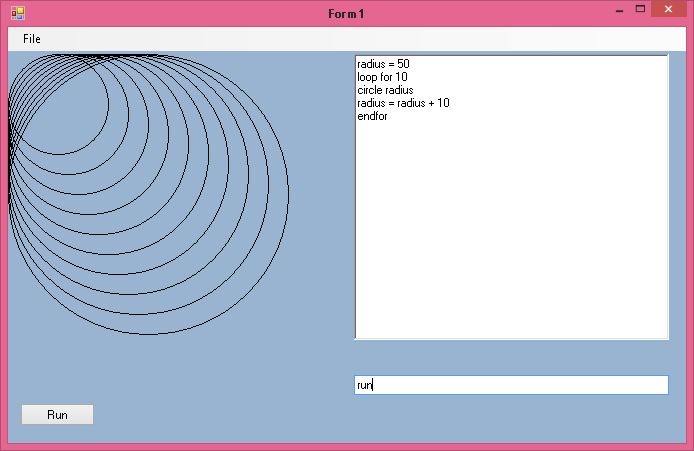 Form1
File
radius = 50
loop for 10
circle radius
radius = radius + 10
endfor
run
Run